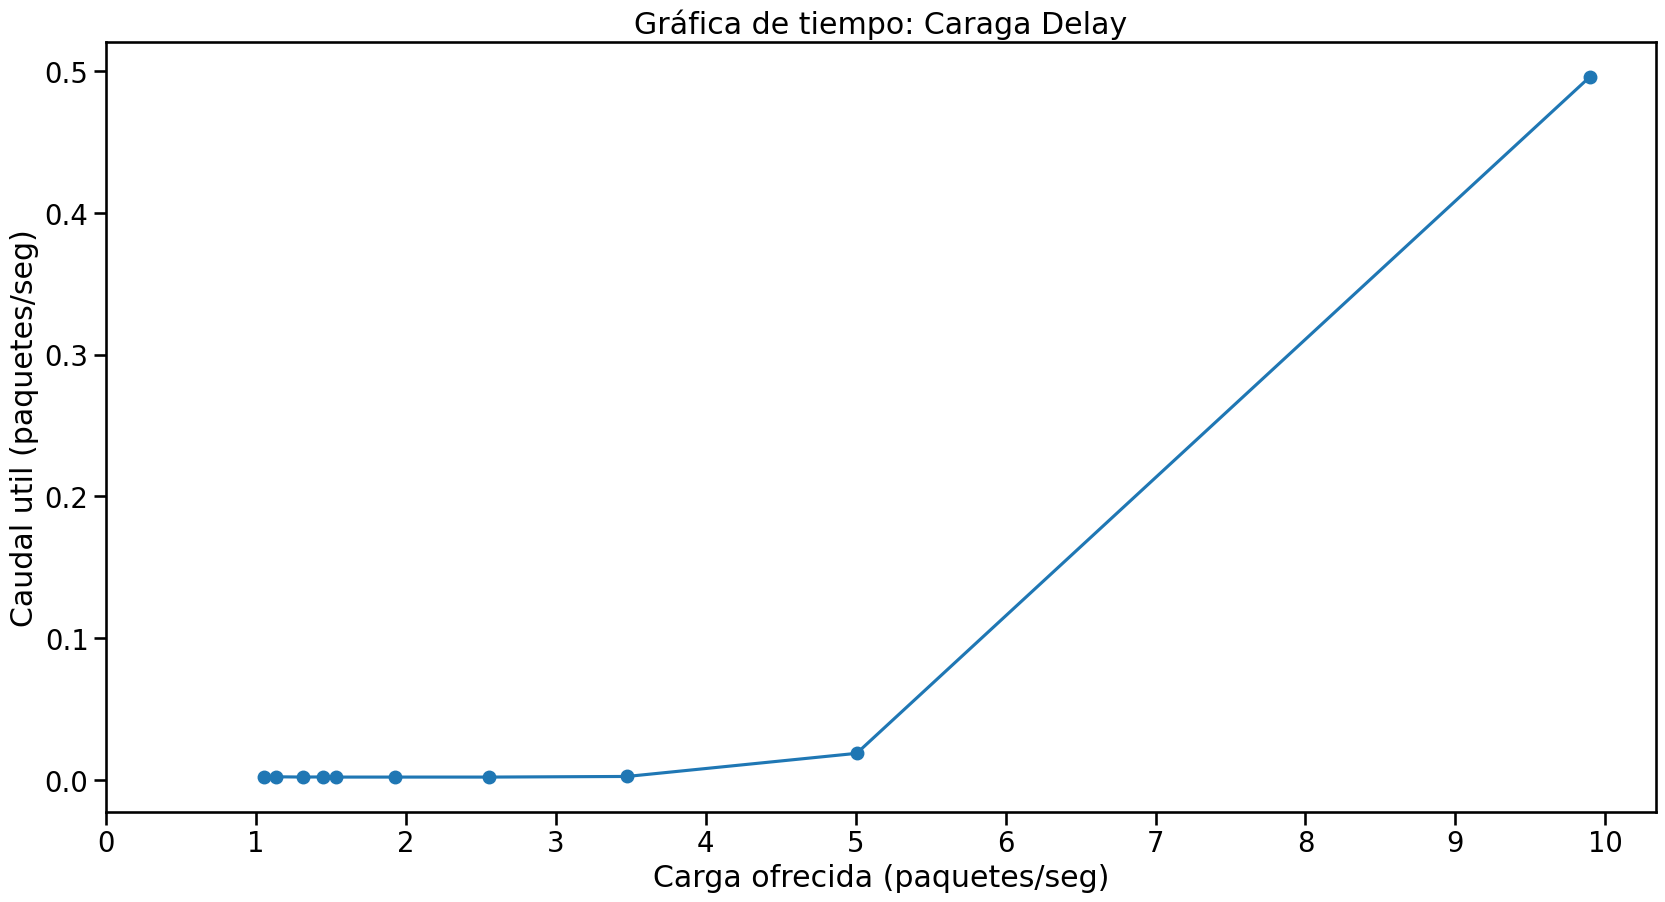 Gráfica de tiempo: Caraga Delay
Caudal util (paquetes/seg)
0.5
0.4
0.3
0.2
0.1
0.0
0 1 2 3 4 5 6 7 8 9 10
Carga ofrecida (paquetes/seg)